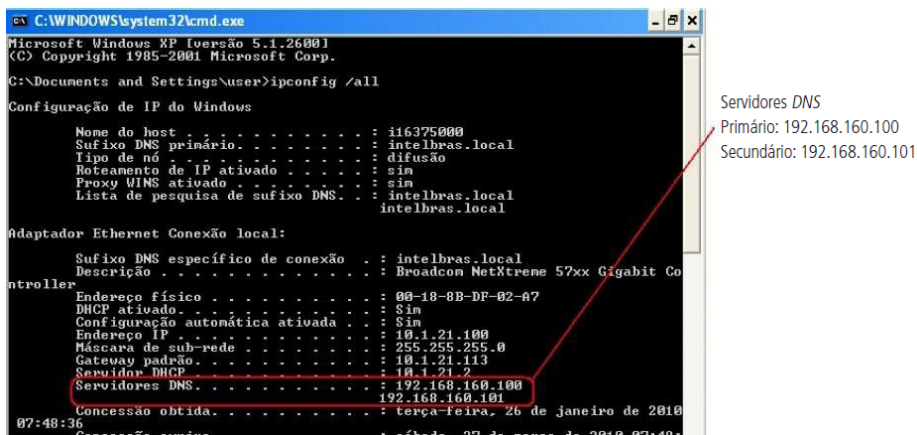 C:\WINDOWS\system32\cmd.exe
Microsoft Windows XP [versão 5.1.2600]
(C) Copyright 1985-2001 Microsoft Corp.
C:\Documents and Settings\user>ipconfig /all
Configuração de IP do Windows
Nome do host . . . . . . . . . . . : i16375000
Sufixo DNS primário. . . . . . . . : intelbras.local
Tipo de nó . . . . . . . . . . . . : difusão
Roteamento de IP ativado . . . . . : sim
Proxy WINS ativado . . . . . . . . : sim
Lista de pesquisa de sufixo DNS. . : intelbras.local
intelbras.local
Adaptador Ethernet Conexão local:
Sufixo DNS específico de conexão . : intelbras.local
Descrição . . . . . . . . . . . . : Broadcom NetXtreme 57xx Gigabit Co
ntroller
Endereço físico . . . . . . . . . : 00-18-8B-DF-02-A7
DHCP ativado. . . . . . . . . . . : Sim
Configuração automática ativada . . : Sim
Endereço IP . . . . . . . . . . . : 10.1.21.100
Máscara de sub-rede . . . . . . . : 255.255.255.0
Gateway padrão. . . . . . . . . . : 10.1.21.113
Servidor DHCP . . . . . . . . . . : 10.1.21.2
Servidores DNS. . . . . . . . . . : 192.168.160.100
192.168.160.101
Concessão obtida. . . . . . . . . : terça-feira, 26 de janeiro de 2010
07:48:36
Servidores DNS
Primário: 192.168.160.100
Secundário: 192.168.160.101